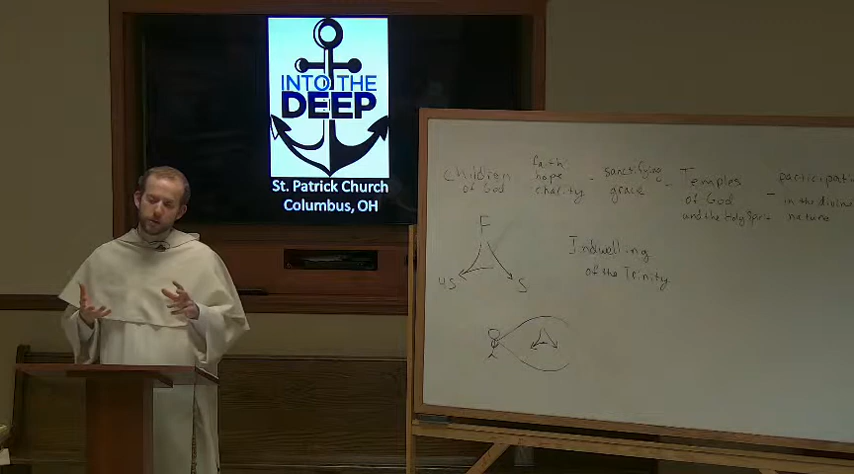 INTO THE
DEEP
St. Patrick Church
Columbus, OH
Children
of God
faith
hope
charity
- sanctifying
grace
- Temples
of God
and the Holy Spirit
- participation
in the divine
nature
F
HS
S
Indwelling
of the Trinity